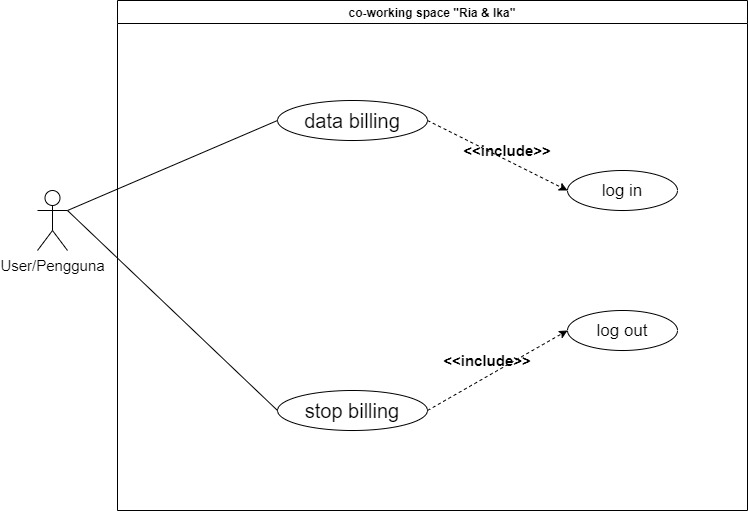 co-working space "Ria & Ika"
data billing
<<include>>
log in
User/Pengguna
log out
<<include>>
stop billing